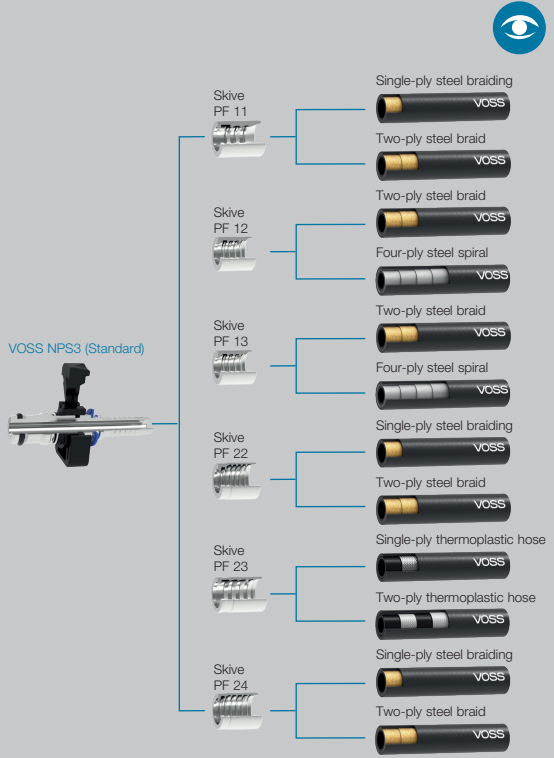 Skive
PF 11
Single-ply steel braiding
VOSS
Two-ply steel braid
VOSS
Skive
PF 12
Two-ply steel braid
VOSS
Four-ply steel spiral
VOSS
Skive
PF 13
Two-ply steel braid
VOSS
Four-ply steel spiral
VOSS
VOSS NPS3 (Standard)
Skive
PF 22
Single-ply steel braiding
VOSS
Two-ply steel braid
VOSS
Skive
PF 23
Single-ply thermoplastic hose
VOSS
Two-ply thermoplastic hose
VOSS
Skive
PF 24
Single-ply steel braiding
VOSS
Two-ply steel braid
VOSS